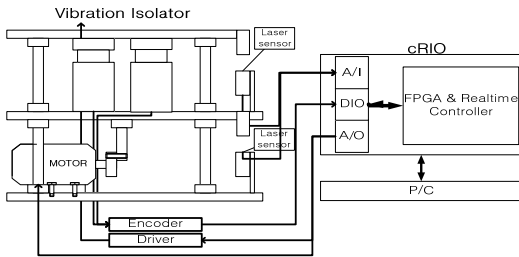 Vibration Isolator
Laser
sensor
cRIO
A/I
DIO
A/O
FPGA & Realtime
Controller
Laser
sensor
MOTOR
P/C
Encoder
Driver